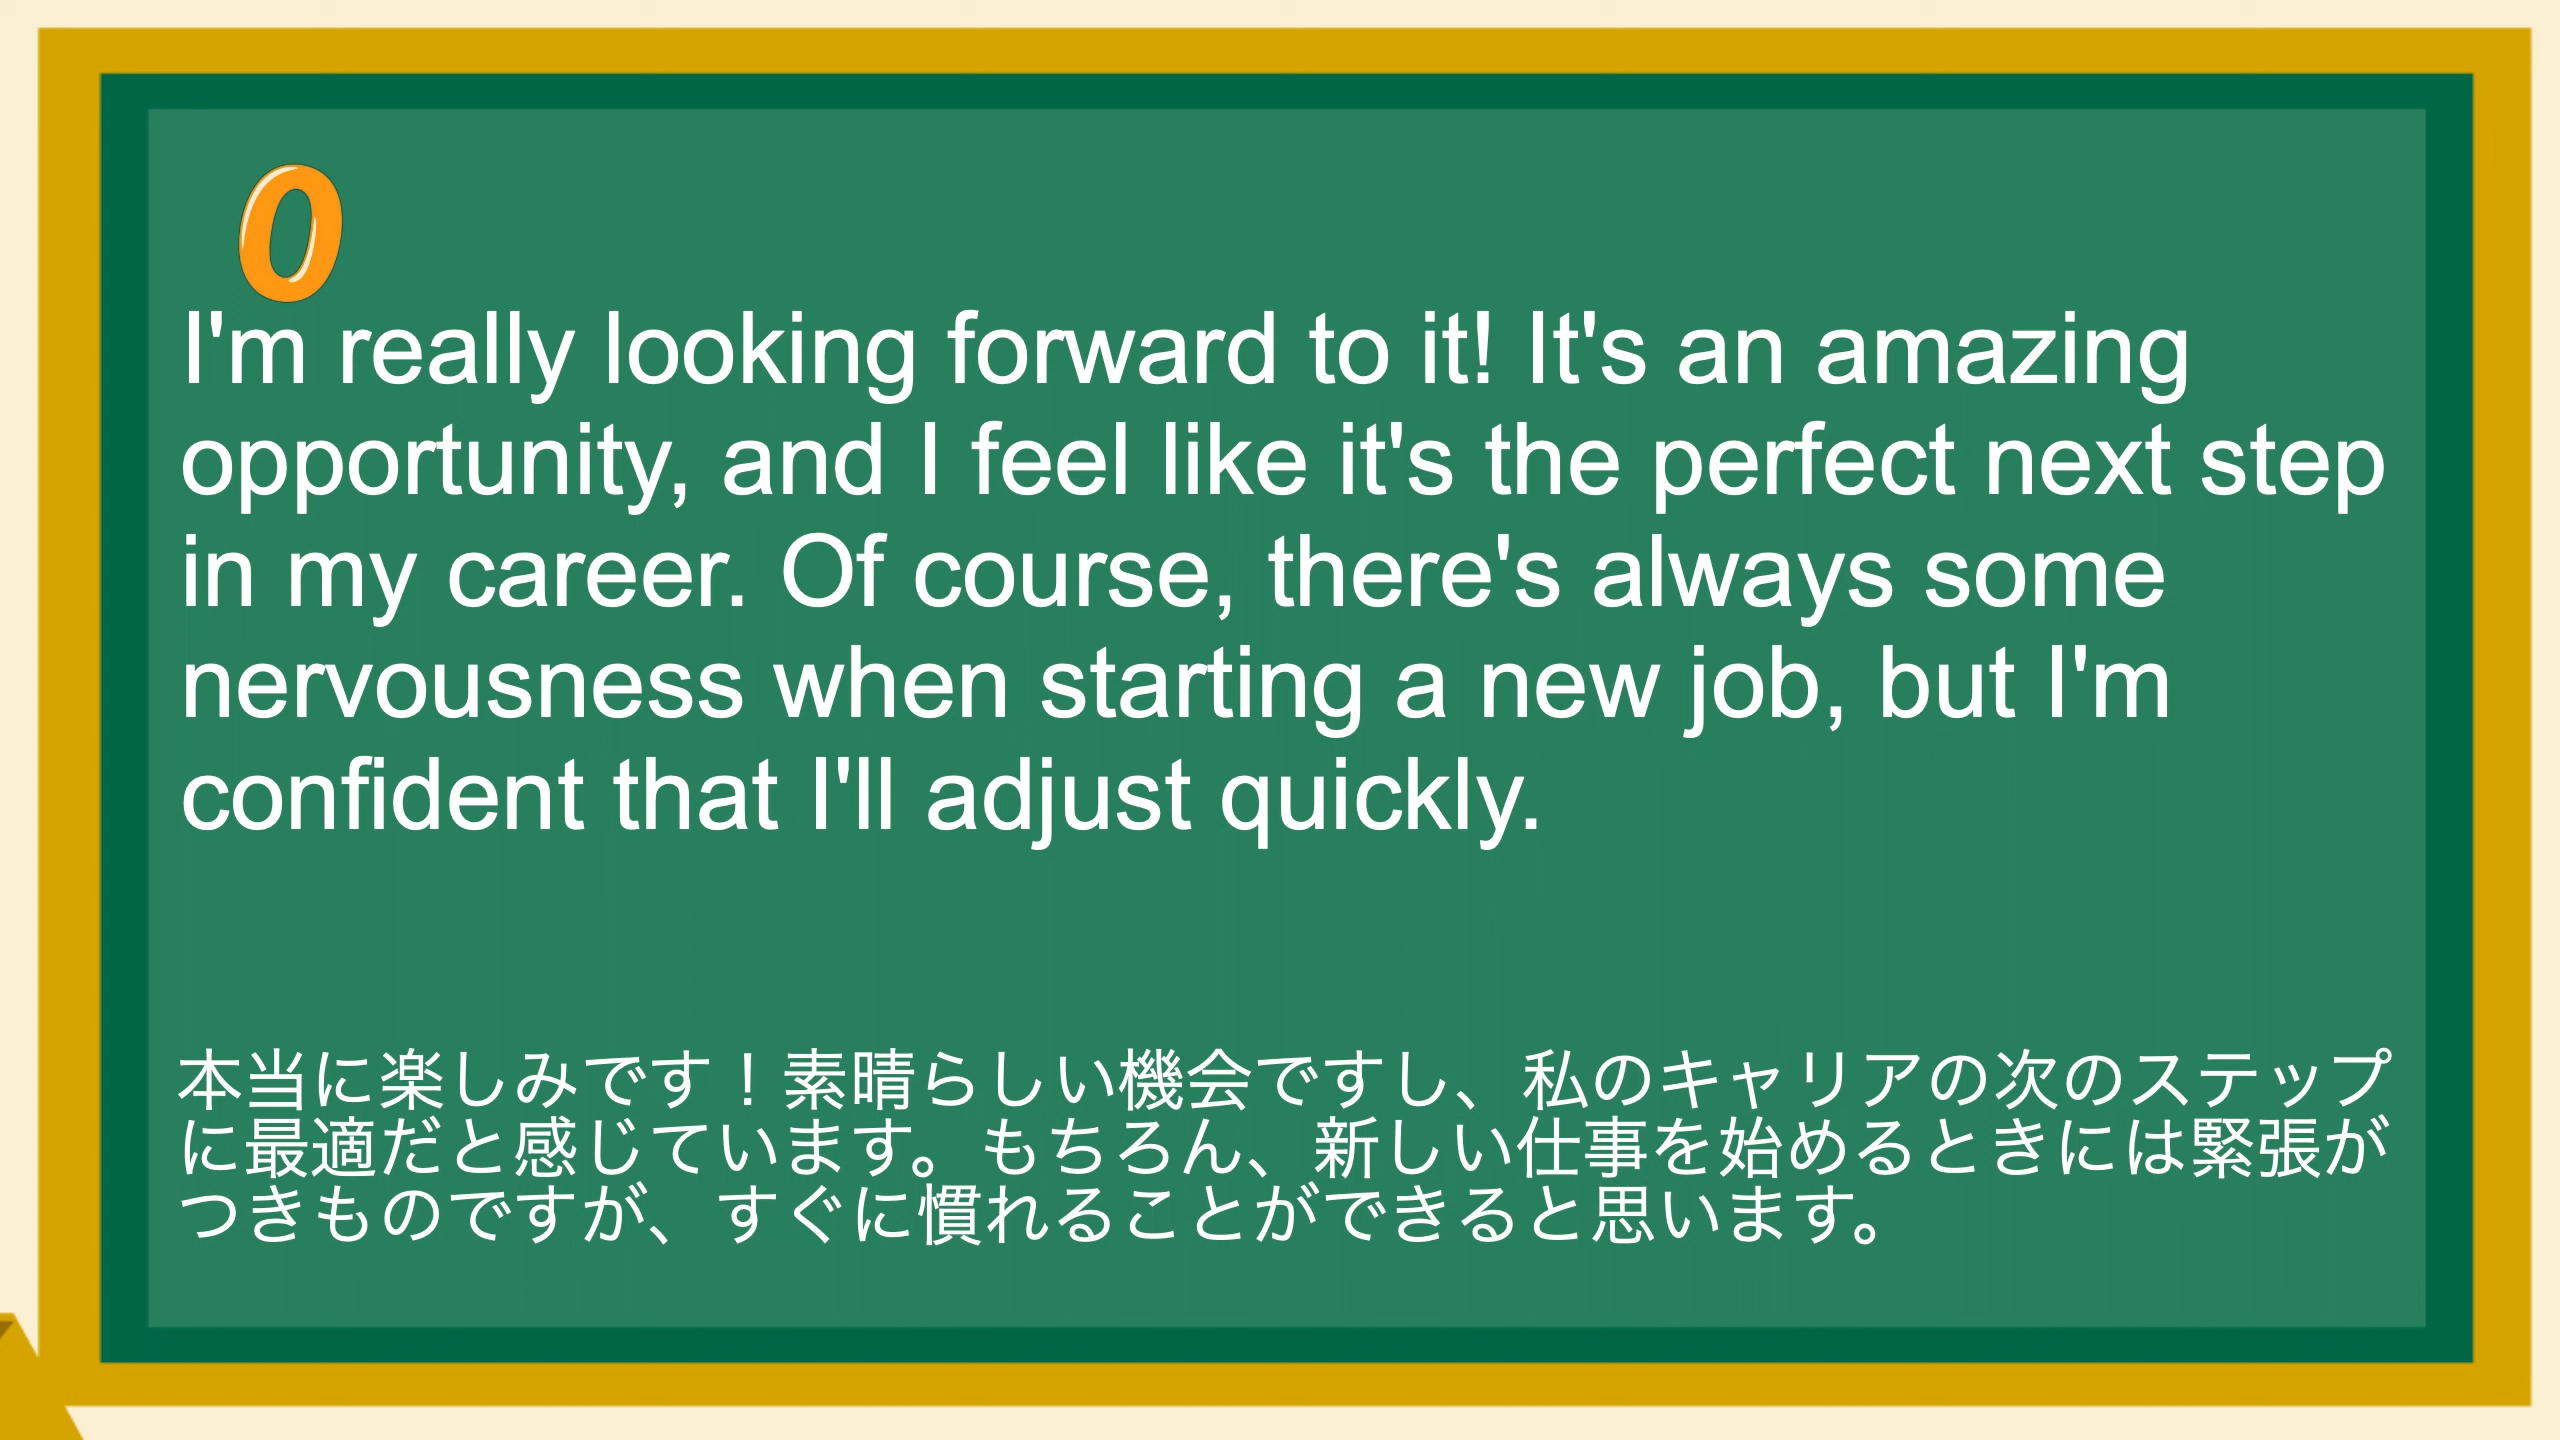 0
I'm really looking forward to it! It's an amazing
opportunity, and I feel like it's the perfect next step
in my career. Of course, there's always some
nervousness when starting a new job, but I'm
confident that I'll adjust quickly.
本当に楽しみです！素晴らしい機会ですし、私のキャリアの次のステップ
に最適だと感じています。もちろん、新しい仕事を始めるときには緊張が
つきものですが、すぐに慣れることができると思います。